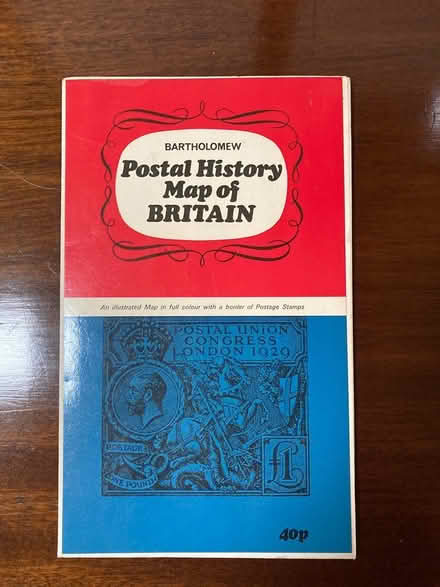 BARTHOLOMEW
Postal History
Map of
BRITAIN
An illustrated Map in full colour with a border of Postage Stamps
POSTAL UNION
CONGRESS
LONDON 1929
POSTAGE
ONE POUND
£1
40p